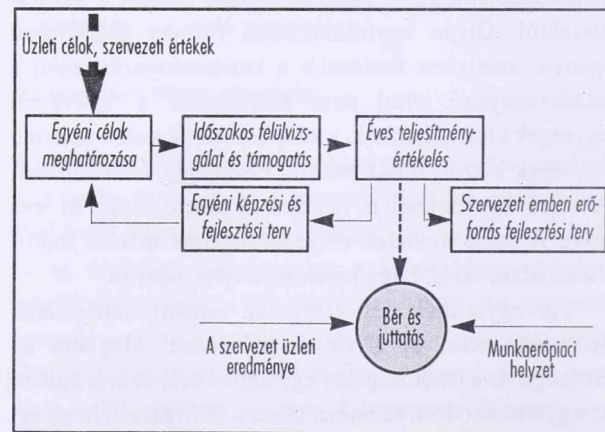 Üzleti célok, szervezeti értékek
Egyéni célok
meghatározása
Időszakos felülvizs-
gálat és támogatás
Éves teljesítmény-
értékelés
Egyéni képzési és
fejlesztési terv
Szervezeti emberi erő-
forrás fejlesztési terv
Bér és
juttatás
A szervezet üzleti
eredménye
Munkaerőpiaci
helyzet